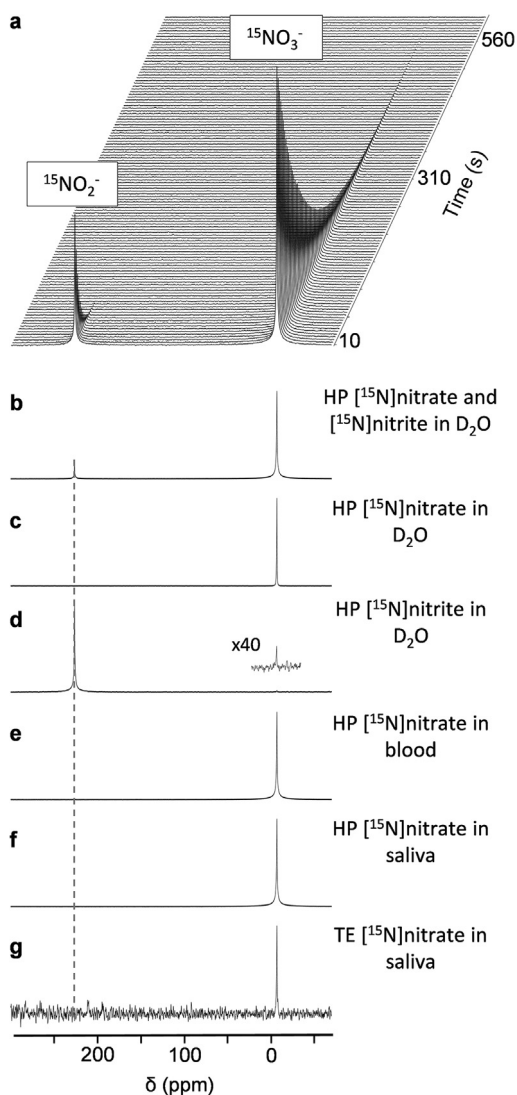 a
¹⁵NO₃⁻
560
¹⁵NO₂⁻
310
Time (s)
10
b
HP [¹⁵N]nitrate and
[¹⁵N]nitrite in D₂O
c
HP [¹⁵N]nitrate in
D₂O
d
HP [¹⁵N]nitrite in
D₂O
x40
e
HP [¹⁵N]nitrate in
blood
f
HP [¹⁵N]nitrate in
saliva
g
TE [¹⁵N]nitrate in
saliva
200
100
0
δ (ppm)